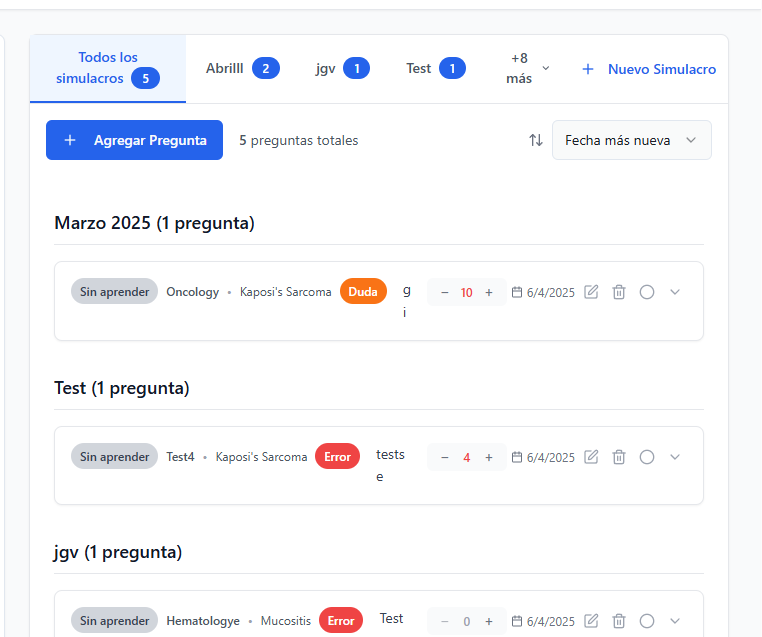 Todos los
simulacros 5
Abrilll 2
jgv 1
Test 1
+8
más
+ Nuevo Simulacro
+ Agregar Pregunta
5 preguntas totales
Fecha más nueva
Marzo 2025 (1 pregunta)
Sin aprender Oncology • Kaposi's Sarcoma Duda g − 10 + 6/4/2025
i
Test (1 pregunta)
Sin aprender Test4 • Kaposi's Sarcoma Error tests − 4 + 6/4/2025
e
jgv (1 pregunta)
Sin aprender Hematologye • Mucositis Error Test − 0 + 6/4/2025